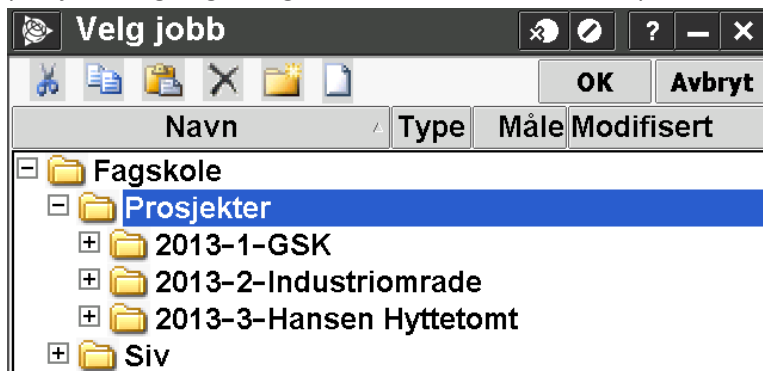 Velg jobb ?
OK Avbryt
Navn Type Måle Modifisert
Fagskole
Prosjekter
2013-1-GSK
2013-2-Industriomrade
2013-3-Hansen Hyttetomt
Siv